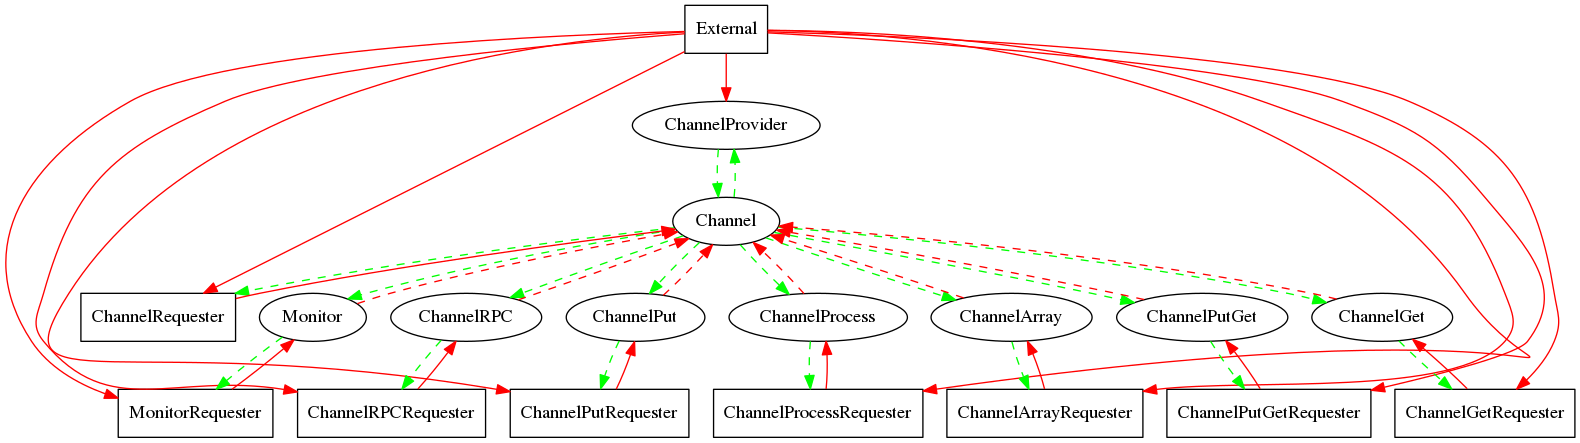 External
ChannelProvider
Channel
ChannelRequester
Monitor
ChannelRPC
ChannelPut
ChannelProcess
ChannelArray
ChannelPutGet
ChannelGet
MonitorRequester
ChannelRPCRequester
ChannelPutRequester
ChannelProcessRequester
ChannelArrayRequester
ChannelPutGetRequester
ChannelGetRequester